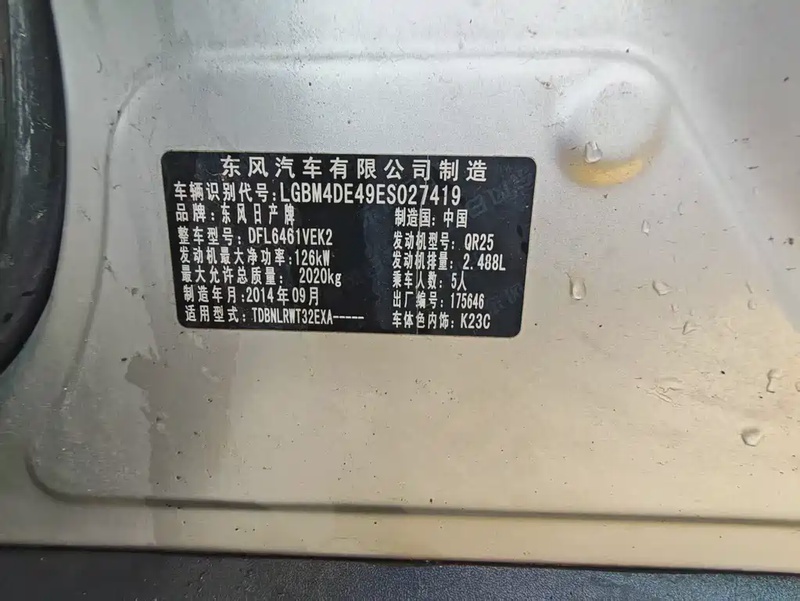 东风汽车有限公司制造
车辆识别代号: LGBM4DE49ES027419
品牌: 东风日产牌 制造国: 中国
整车型号: DFL6461VEK2 发动机型号: QR25
发动机最大净功率: 126kW 发动机排量: 2.488L
最大允许总质量: 2020kg 乘车人数: 5人
制造年月: 2014年09月 出厂编号: 175646
适用型式: TDBNLRWT32EXA----- 车体色内饰: K23C